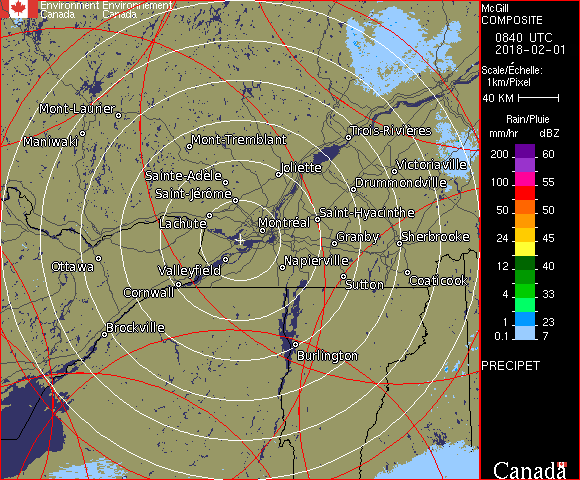 Environment Environnement
Canada Canada
McGill
COMPOSITE
0840 UTC
2018-02-01
Scale/Échelle:
1km/Pixel
40 KM
Rain/Pluie
mm/hr dBZ
200 60
55
100 55
50 50
24 45
12 40
4 33
1 23
0.1 7
PRECIPET
Canada
Mont-Laurier
Maniwaki
Mont-Tremblant
Trois-Rivières
Joliette
Victoriaville
Sainte-Adèle
Drummondville
Saint-Jérôme
Lachute
Saint-Hyacinthe
Montréal
Granby
Sherbrooke
Ottawa
Valleyfield
Napierville
Sutton
Coaticook
Cornwall
Brockville
Burlington